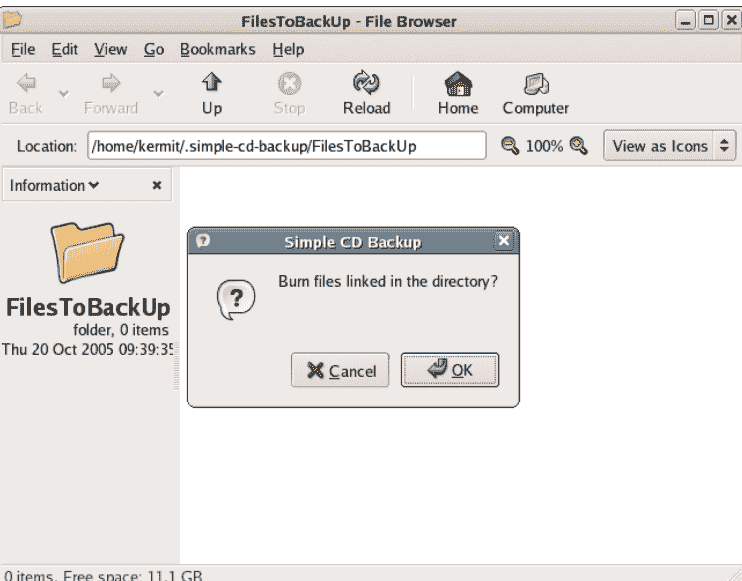 FilesToBackUp - File Browser
File Edit View Go Bookmarks Help
Back Forward Up Stop Reload Home Computer
Location: /home/kermit/.simple-cd-backup/FilesToBackUp 100% View as Icons
Information
FilesToBackUp
folder, 0 items
Thu 20 Oct 2005 09:39:35
Simple CD Backup
Burn files linked in the directory?
Cancel OK
0 items, Free space: 11.1 GB